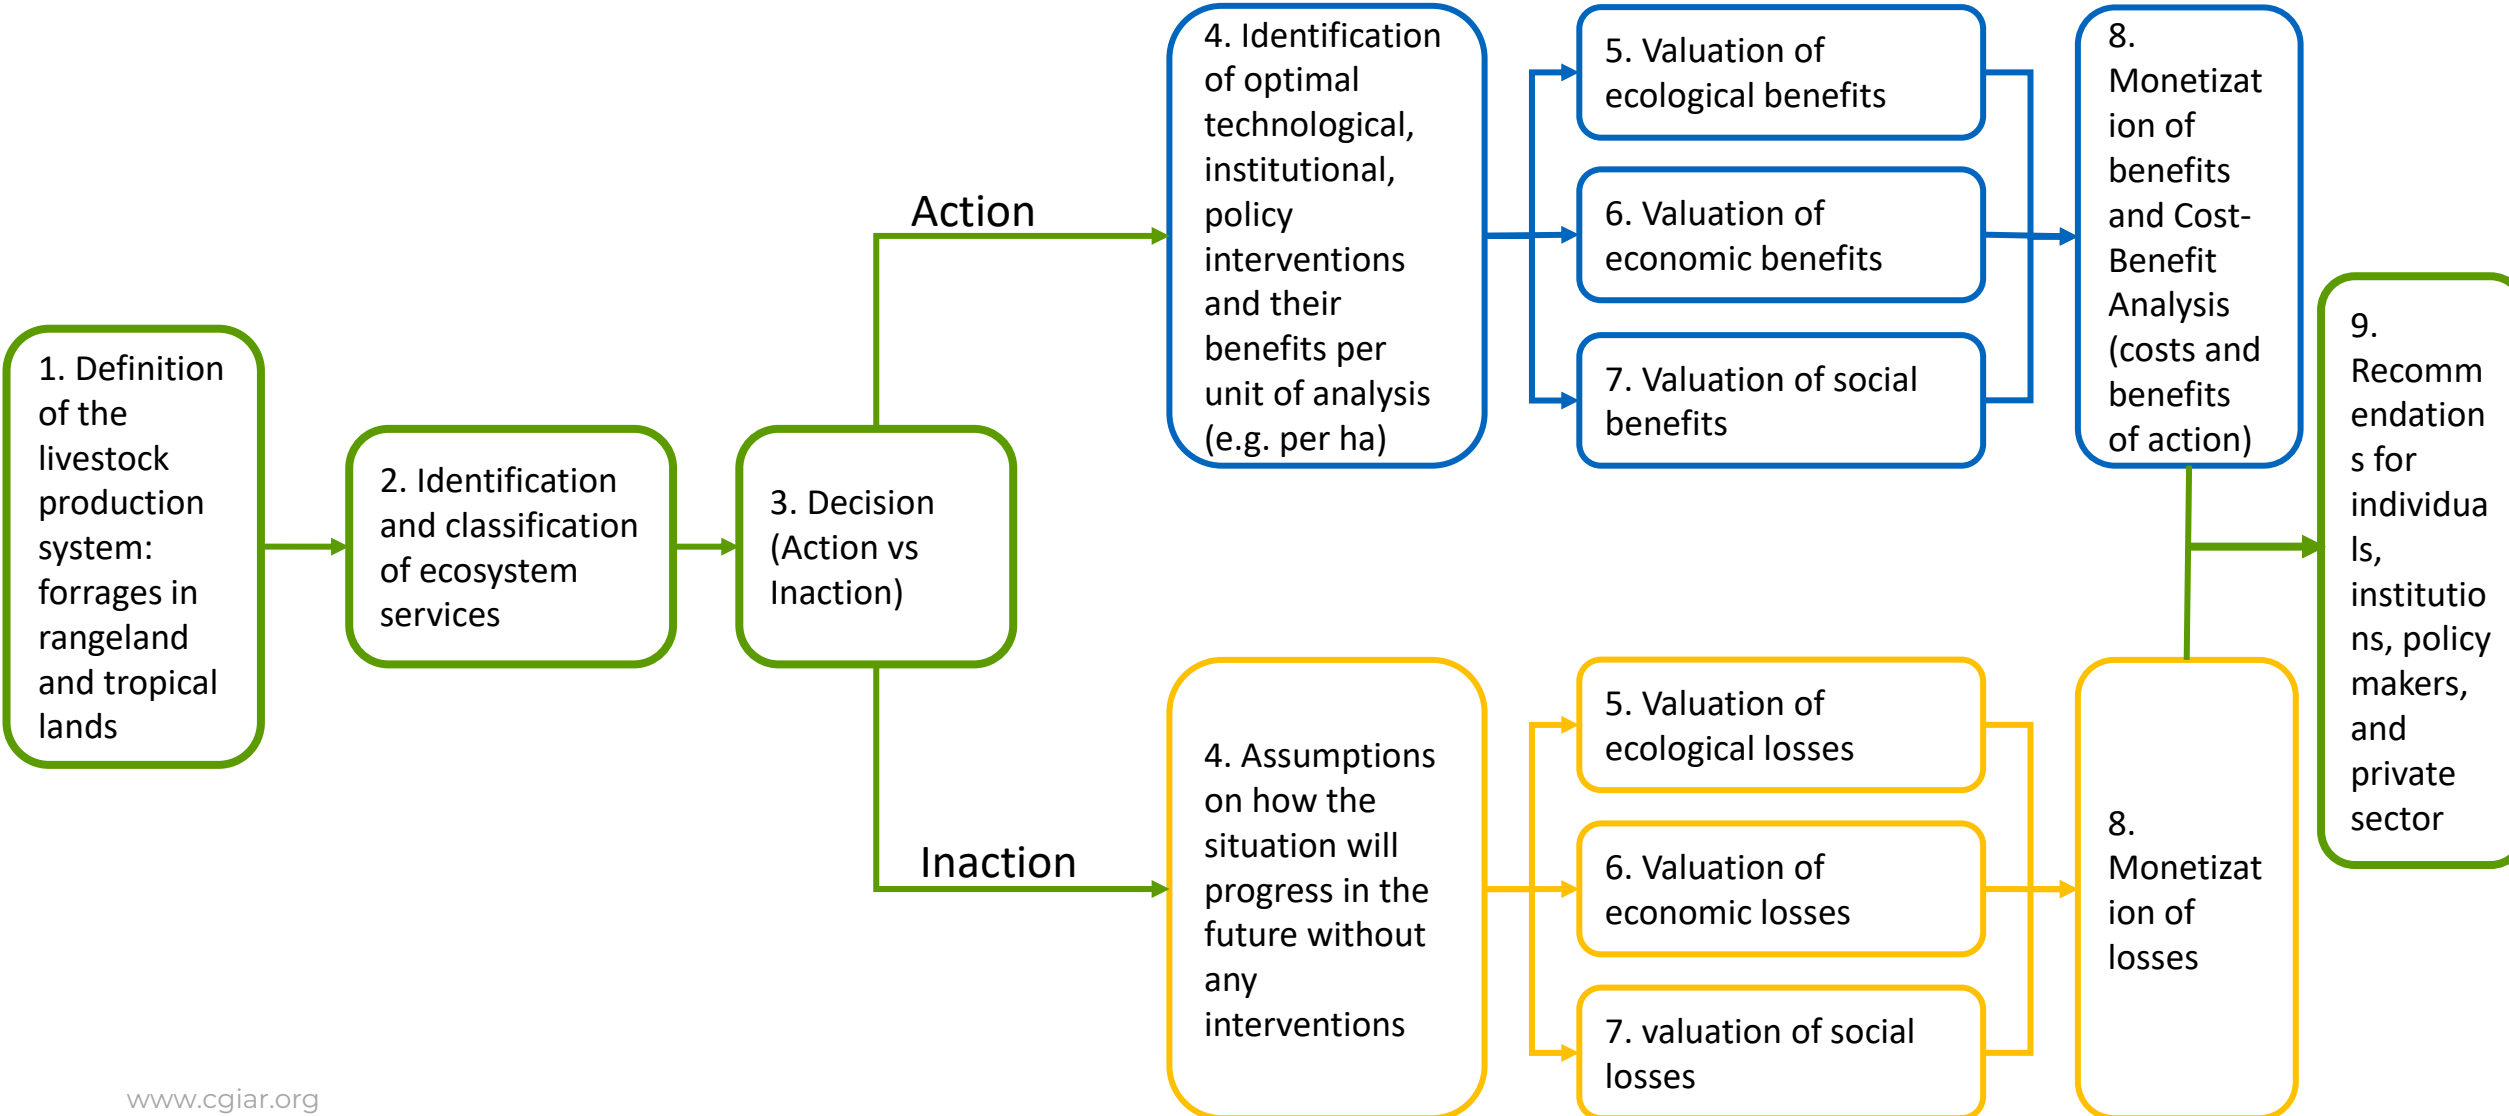 1. Definition
of the
livestock
production
system:
forrages in
rangeland
and tropical
lands
2. Identification
and classification
of ecosystem
services
3. Decision
(Action vs
Inaction)
Action
4. Identification
of optimal
technological,
institutional,
policy
interventions
and their
benefits per
unit of analysis
(e.g. per ha)
5. Valuation of
ecological benefits
6. Valuation of
economic benefits
7. Valuation of social
benefits
8.
Monetizat
ion of
benefits
and Cost-
Benefit
Analysis
(costs and
benefits
of action)
Inaction
4. Assumptions
on how the
situation will
progress in the
future without
any
interventions
5. Valuation of
ecological losses
6. Valuation of
economic losses
7. valuation of social
losses
8.
Monetizat
ion of
losses
9.
Recomm
endation
s for
individua
ls,
institutio
ns, policy
makers,
and
private
sector
www.cgiar.org